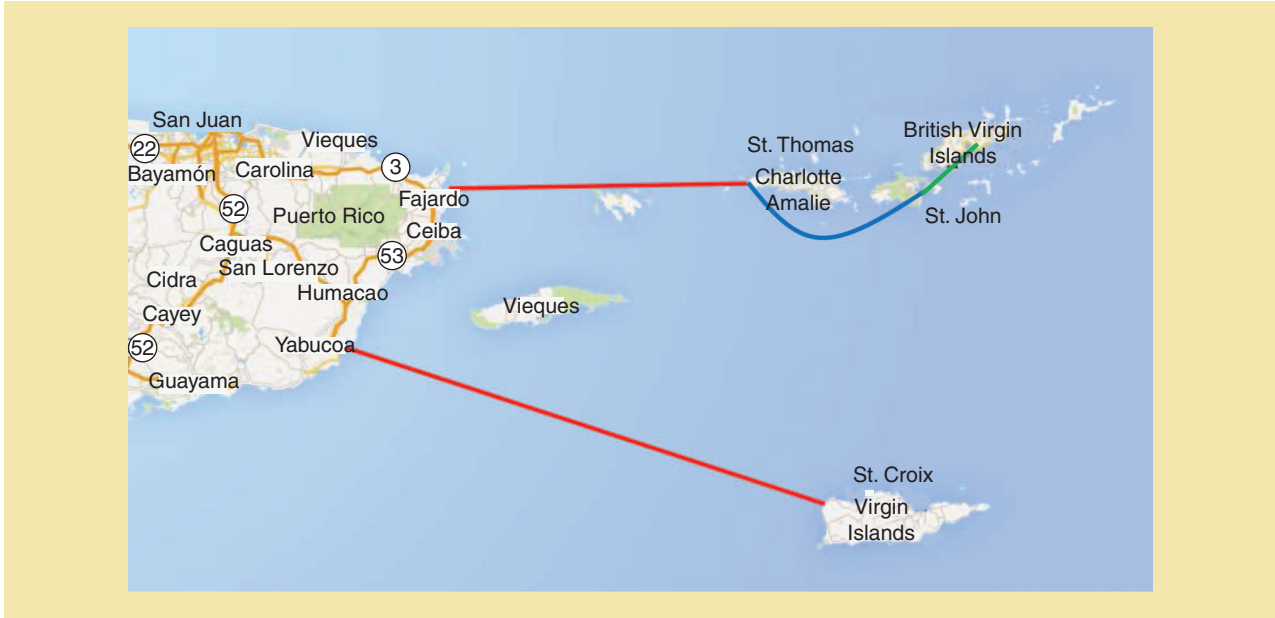 San Juan
22
Bayamón
Vieques
Carolina
3
Fajardo
52
Puerto Rico
Ceiba
Caguas
53
San Lorenzo
Cidra
Humacao
Cayey
Yabucoa
52
Guayama
Vieques
St. Thomas
Charlotte
Amalie
British Virgin
Islands
St. John
St. Croix
Virgin
Islands